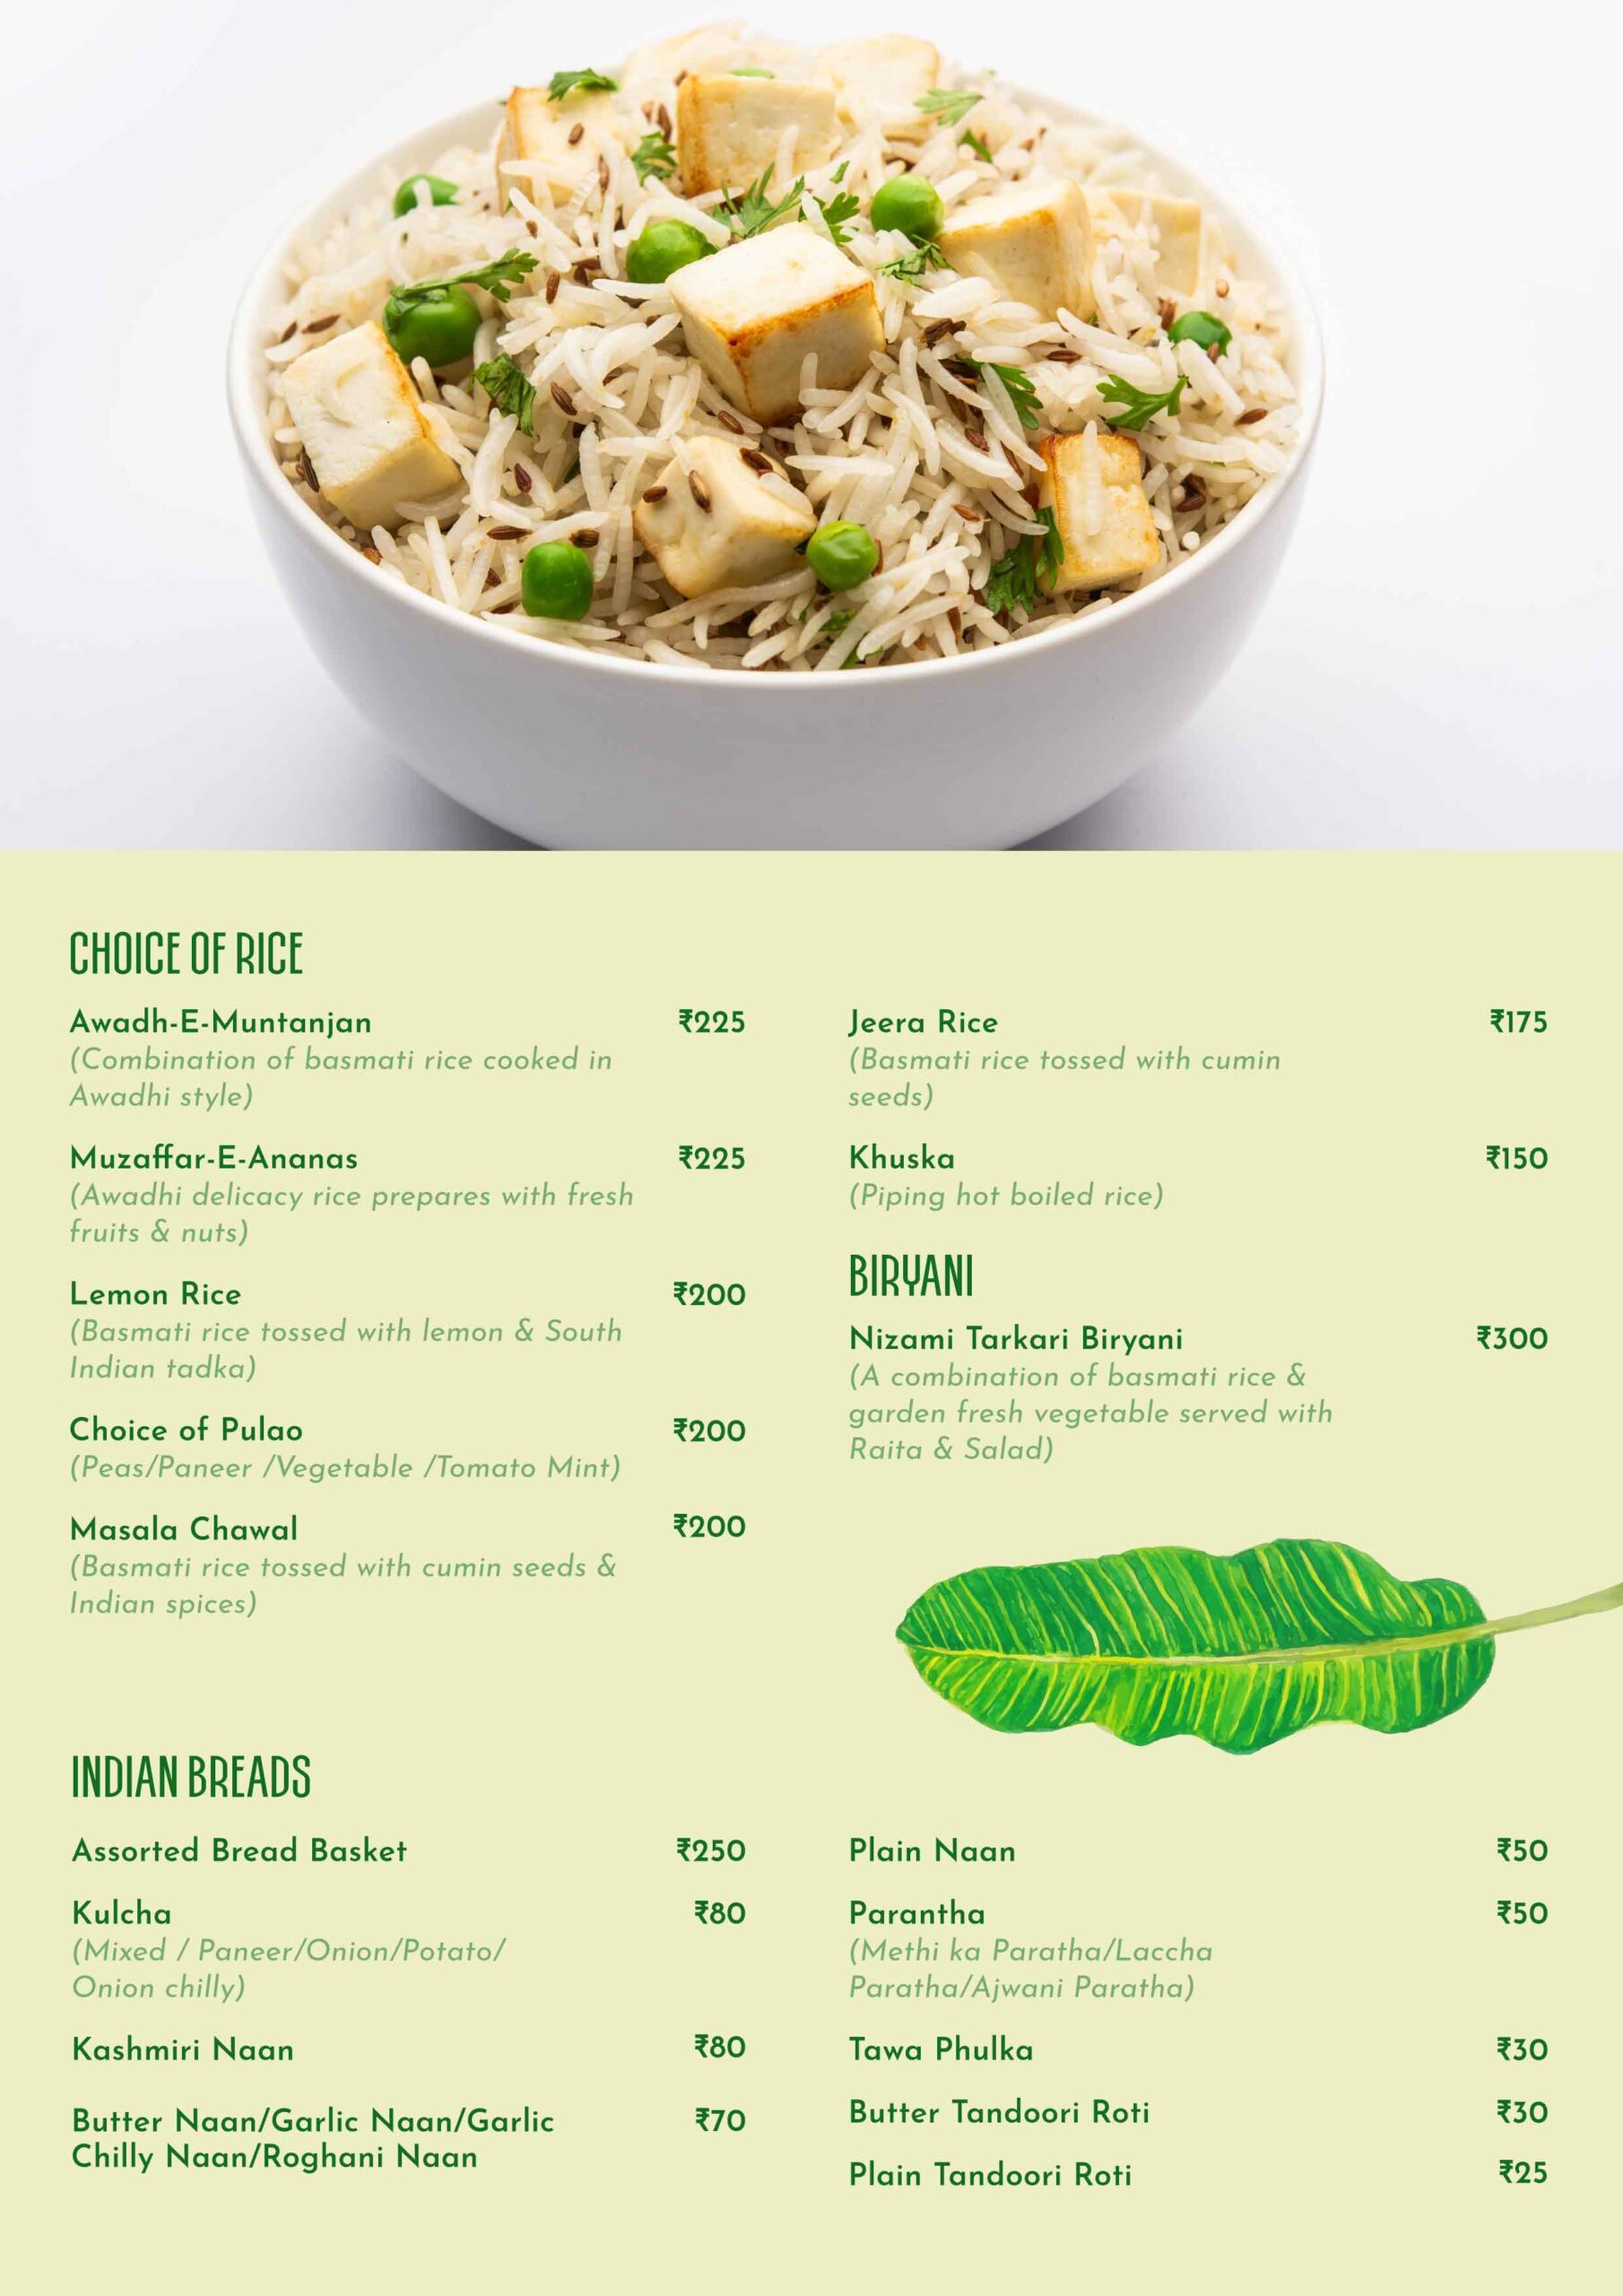 CHOICE OF RICE
Awadh-E-Muntanjan ₹225
(Combination of basmati rice cooked in
Awadhi style)
Muzaffar-E-Ananas ₹225
(Awadhi delicacy rice prepares with fresh
fruits & nuts)
Lemon Rice ₹200
(Basmati rice tossed with lemon & South
Indian tadka)
Choice of Pulao ₹200
(Peas/Paneer /Vegetable /Tomato Mint)
Masala Chawal ₹200
(Basmati rice tossed with cumin seeds &
Indian spices)
Jeera Rice ₹175
(Basmati rice tossed with cumin
seeds)
Khuska ₹150
(Piping hot boiled rice)
BIRYANI
Nizami Tarkari Biryani ₹300
(A combination of basmati rice &
garden fresh vegetable served with
Raita & Salad)
INDIAN BREADS
Assorted Bread Basket ₹250
Kulcha ₹80
(Mixed / Paneer/Onion/Potato/
Onion chilly)
Kashmiri Naan ₹80
Butter Naan/Garlic Naan/Garlic ₹70
Chilly Naan/Roghani Naan
Plain Naan ₹50
Parantha ₹50
(Methi ka Paratha/Laccha
Paratha/Ajwani Paratha)
Tawa Phulka ₹30
Butter Tandoori Roti ₹30
Plain Tandoori Roti ₹25